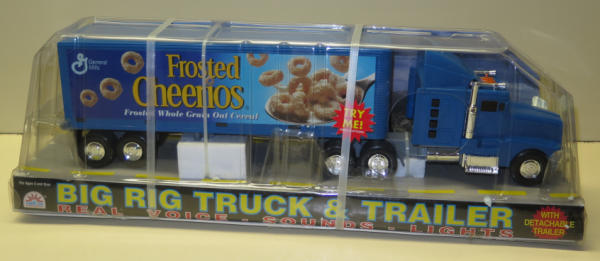 General
Mills
Frosted
Cheerios
Frosted Whole Grain Oat Cereal
TRY
ME!
BIG RIG TRUCK & TRAILER
REAL VOICE - SOUNDS - LIGHTS
WITH
DETACHABLE
TRAILER